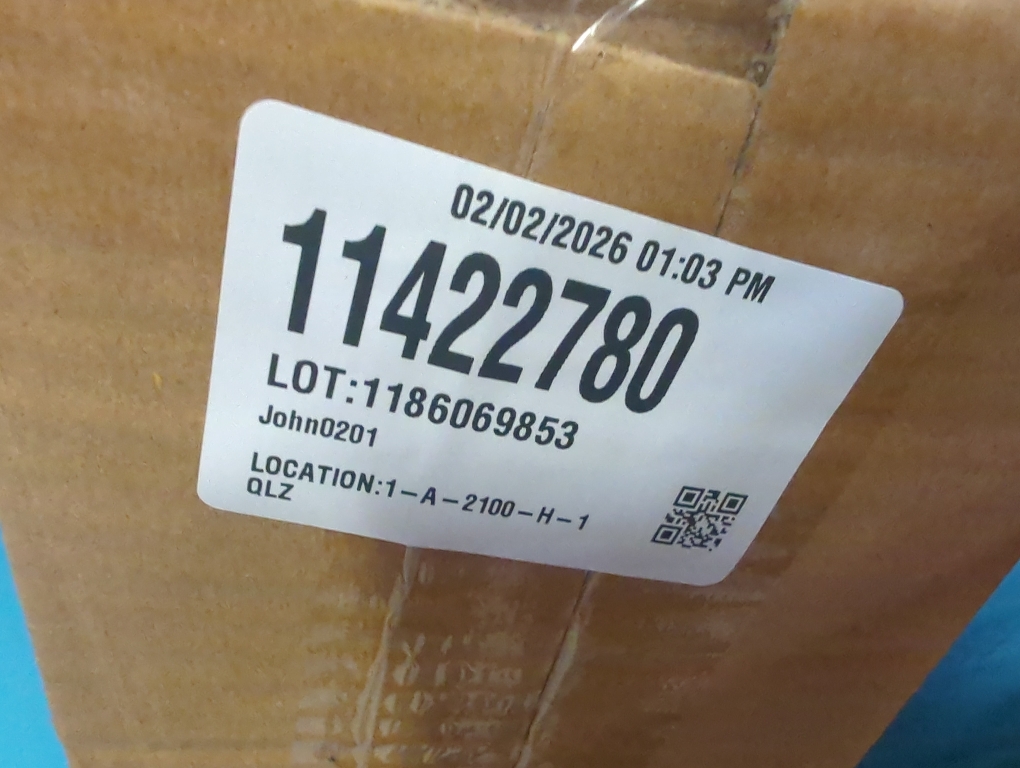 02/02/2026 01:03 PM
11422780
LOT:1186069853
John0201
LOCATION:1-A-2100-H-1
QLZ